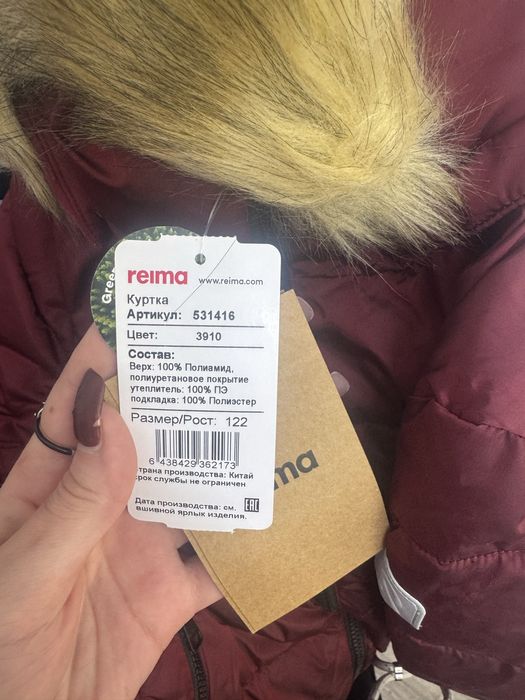 Gree
reima www.reima.com
Куртка
Артикул: 531416
Цвет: 3910
Состав:
Верх: 100% Полиамид,
полиуретановое покрытие
утеплитель: 100% ПЭ
подкладка: 100% Полиэстер
Размер/Рост: 122
6 438429 362173
страна производства: Китай
срок службы не ограничен
Дата производства: см.
вшивной ярлык изделия.
EAC
ima